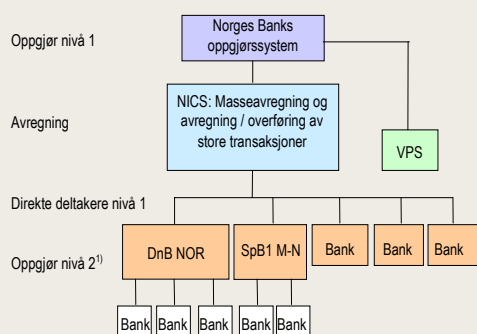 Oppgjør nivå 1
Norges Banks
oppgjørssystem
Avregning
NICS: Masseavregning og
avregning / overføring av
store transaksjoner
VPS
Direkte deltakere nivå 1
Oppgjør nivå 2¹⁾
DnB NOR
SpB1 M-N
Bank
Bank
Bank
Bank
Bank
Bank
Bank
Bank